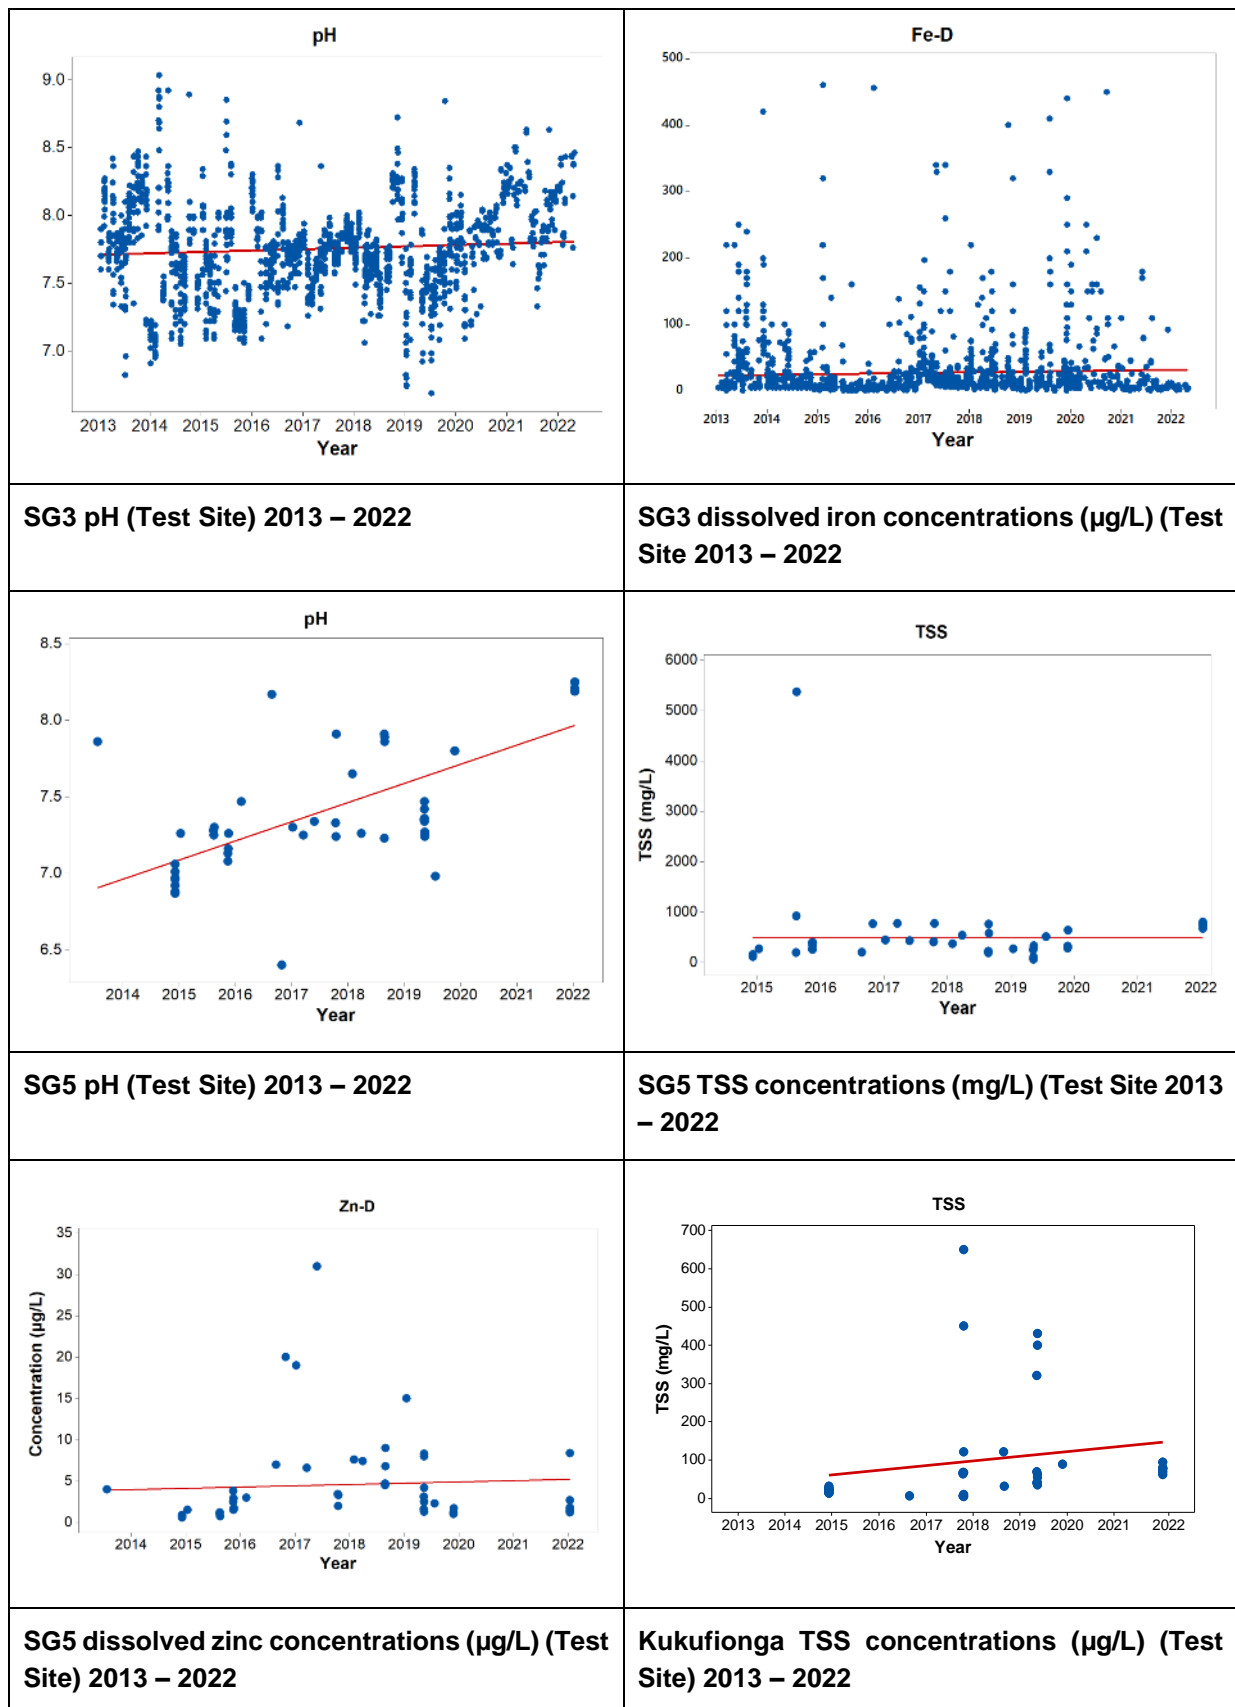 pH
9.0
8.5
8.0
7.5
7.0
2013 2014 2015 2016 2017 2018 2019 2020 2021 2022
Year
Fe-D
500
400
300
200
100
0
2013 2014 2015 2016 2017 2018 2019 2020 2021 2022
Year
SG3 pH (Test Site) 2013 – 2022
SG3 dissolved iron concentrations (µg/L) (Test
Site 2013 – 2022
pH
8.5
8.0
7.5
7.0
6.5
2014 2015 2016 2017 2018 2019 2020 2021 2022
Year
TSS
TSS (mg/L)
6000
5000
4000
3000
2000
1000
0
2015 2016 2017 2018 2019 2020 2021 2022
Year
SG5 pH (Test Site) 2013 – 2022
SG5 TSS concentrations (mg/L) (Test Site 2013
– 2022
Zn-D
Concentration (µg/L)
35
30
25
20
15
10
5
0
2014 2015 2016 2017 2018 2019 2020 2021 2022
Year
TSS
TSS (mg/L)
700
600
500
400
300
200
100
0
2013 2014 2015 2016 2017 2018 2019 2020 2021 2022
Year
SG5 dissolved zinc concentrations (µg/L) (Test
Site) 2013 – 2022
Kukufionga TSS concentrations (µg/L) (Test
Site) 2013 – 2022